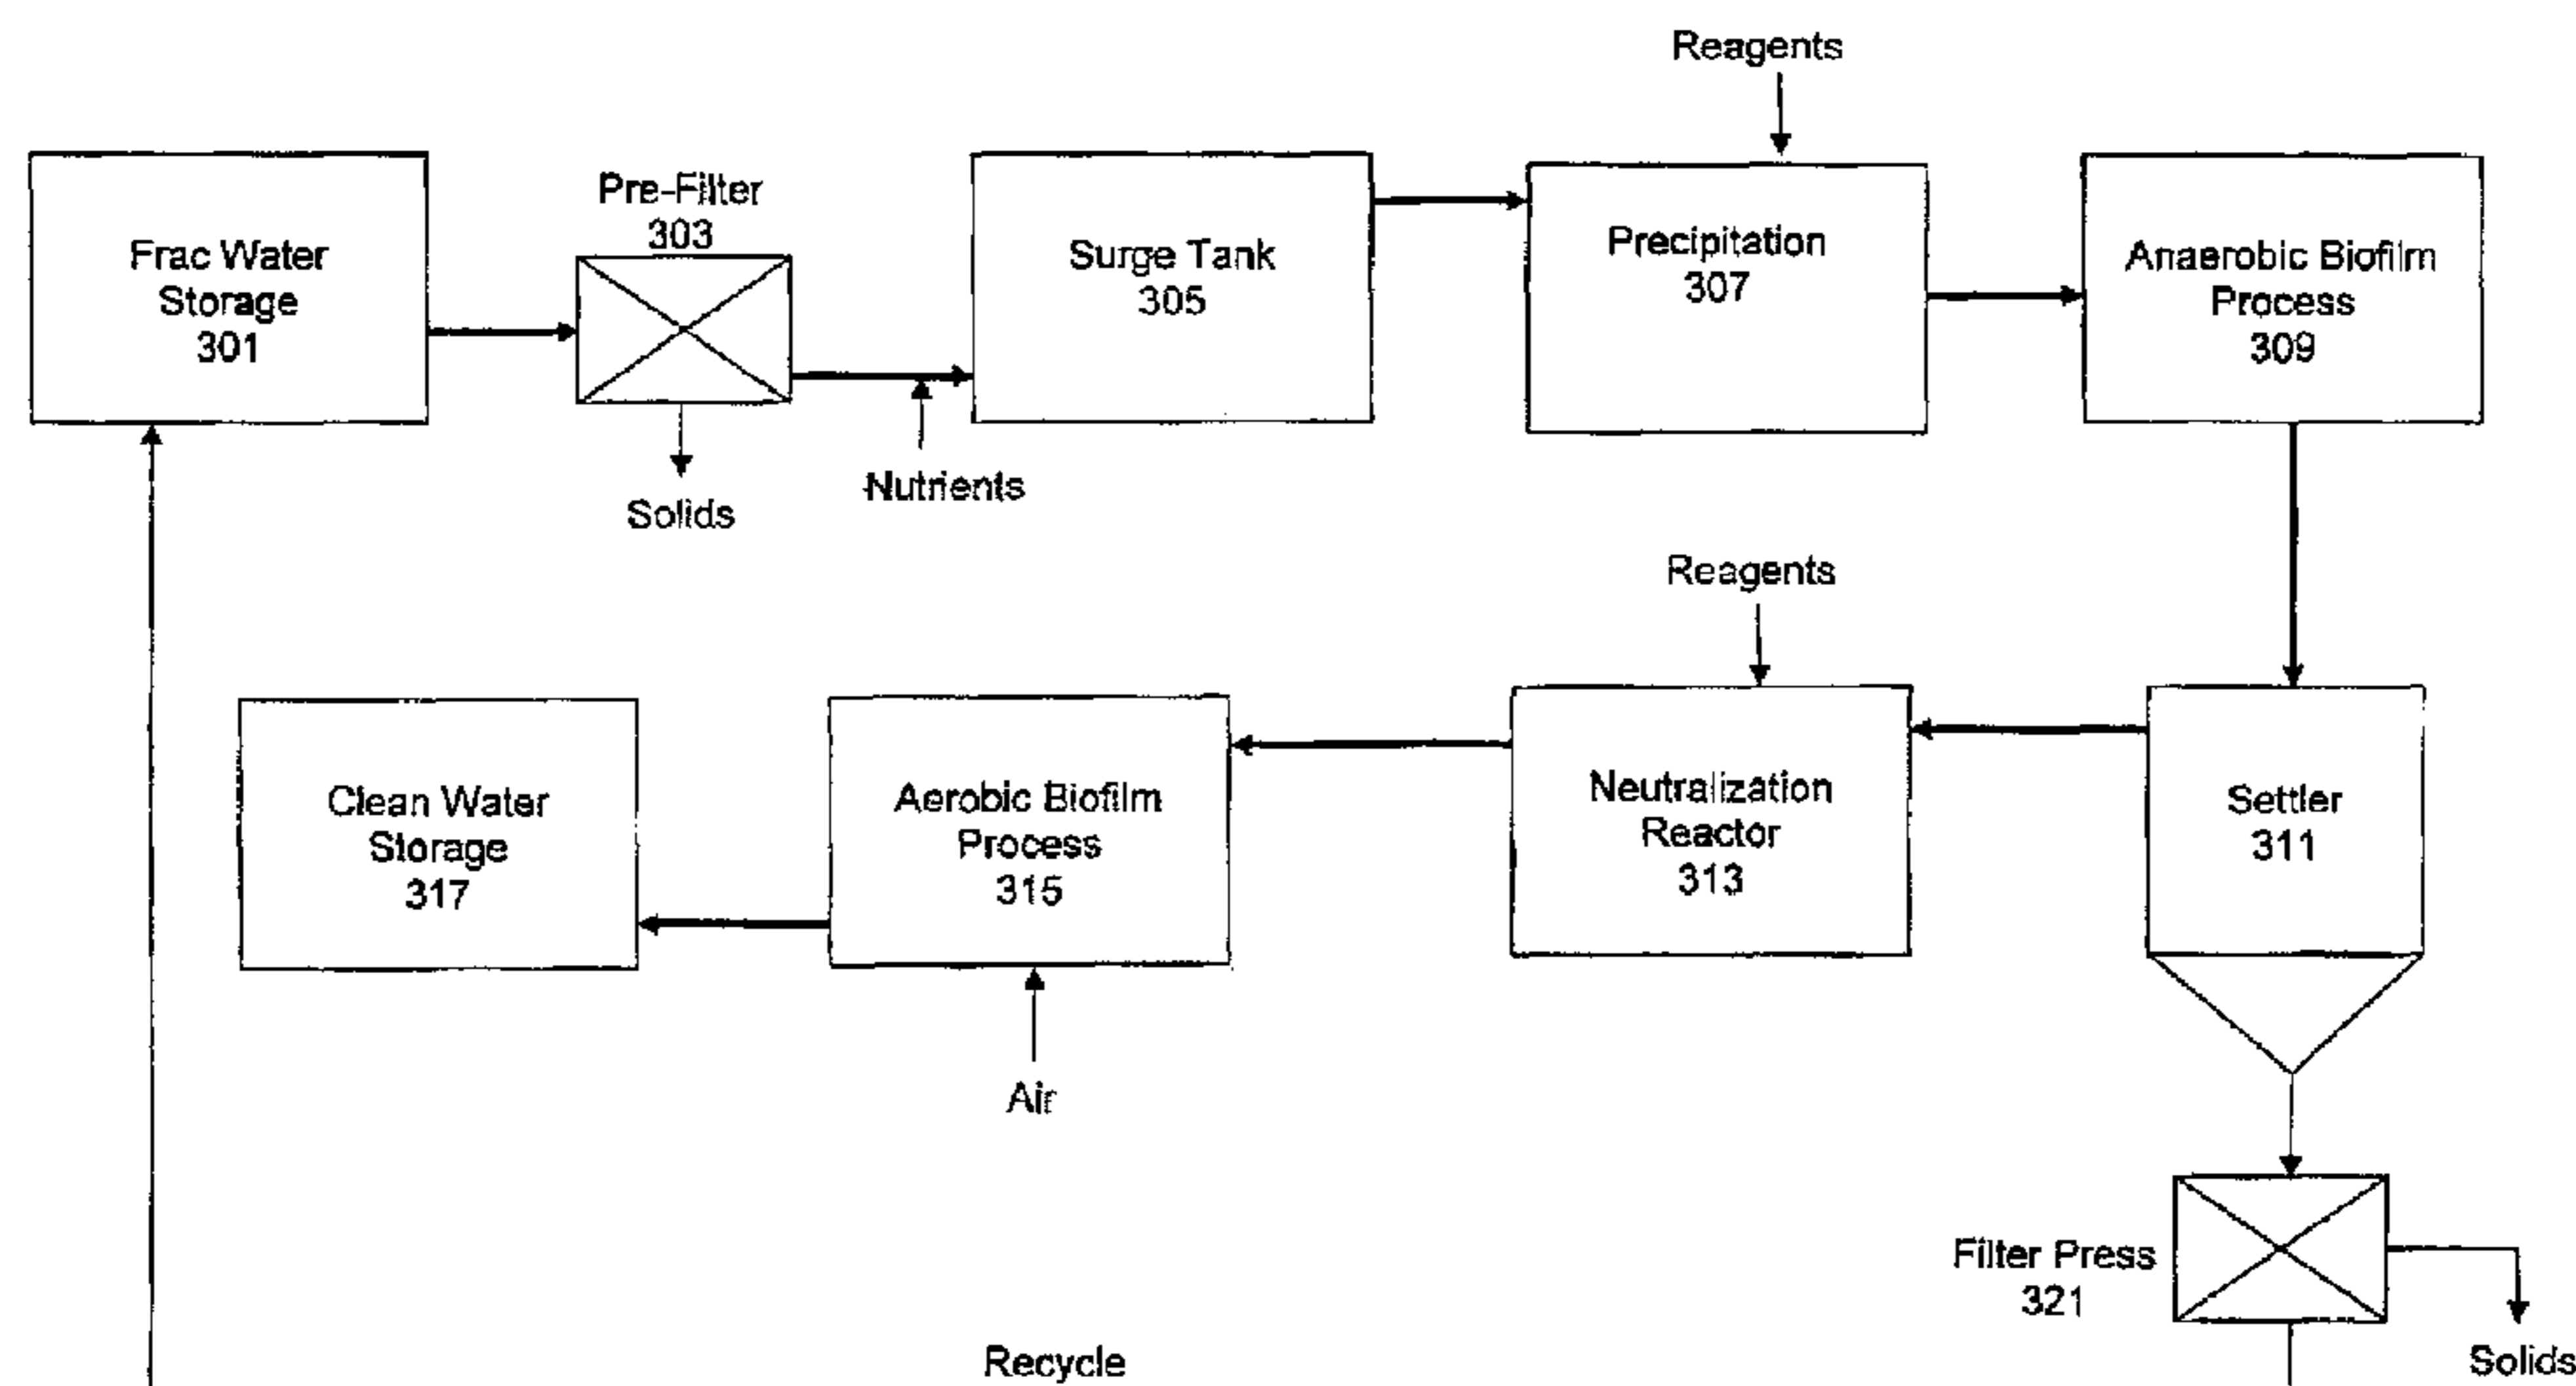 Reagents
Frac Water
Storage
301
Pre-Filter
303
Surge Tank
305
Precipitation
307
Anaerobic Biofilm
Process
309
Solids
Nutrients
Reagents
Clean Water
Storage
317
Aerobic Biofilm
Process
315
Neutralization
Reactor
313
Settler
311
Air
Filter Press
321
Solids
Recycle